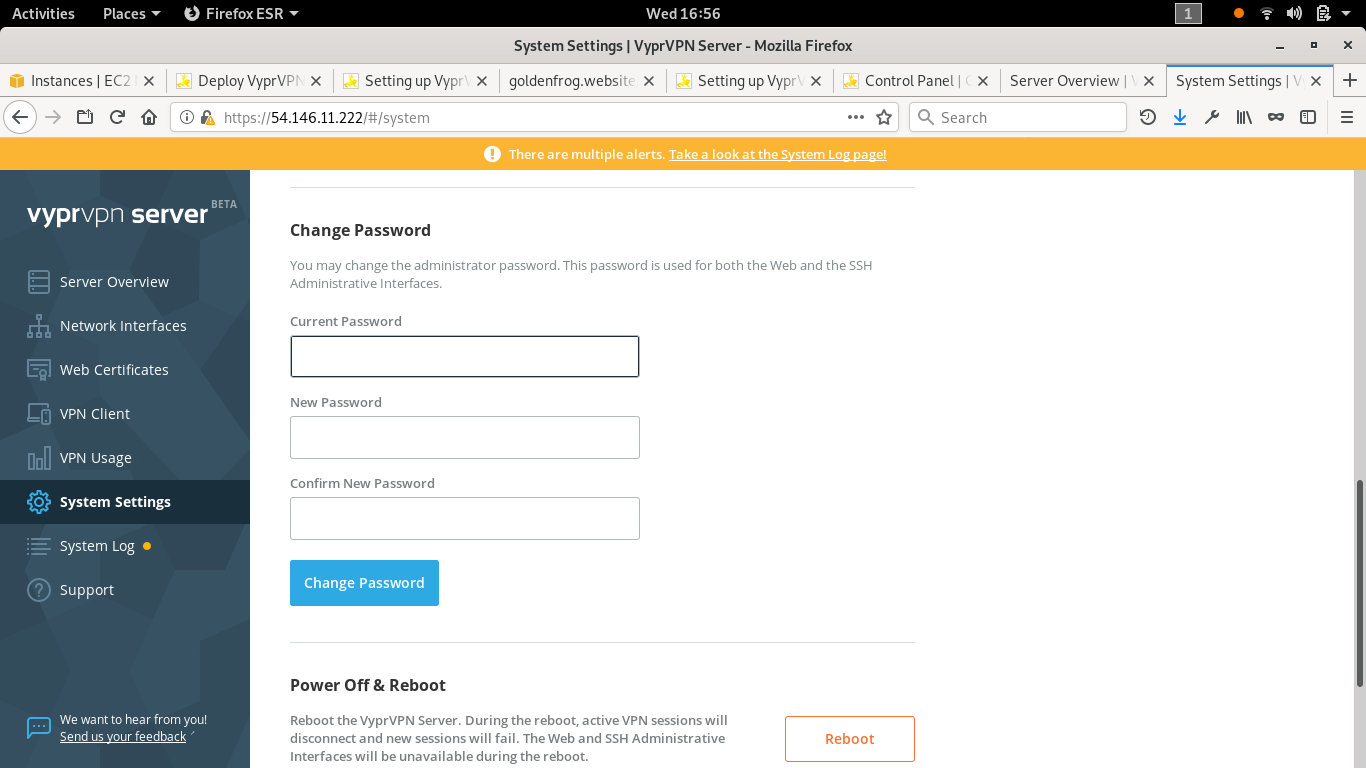 Activities Places Firefox ESR Wed 16:56 1
System Settings | VyprVPN Server - Mozilla Firefox
Instances | EC2 Deploy VyprVPN Setting up Vypr goldenfrog.website Setting up Vypr Control Panel | Server Overview | System Settings |
https://54.146.11.222/#/system Search
There are multiple alerts. Take a look at the System Log page!
vyprvpn server BETA
Server Overview
Network Interfaces
Web Certificates
VPN Client
VPN Usage
System Settings
System Log
Support
We want to hear from you!
Send us your feedback
Change Password
You may change the administrator password. This password is used for both the Web and the SSH
Administrative Interfaces.
Current Password
New Password
Confirm New Password
Change Password
Power Off & Reboot
Reboot the VyprVPN Server. During the reboot, active VPN sessions will
disconnect and new sessions will fail. The Web and SSH Administrative
Interfaces will be unavailable during the reboot.
Reboot